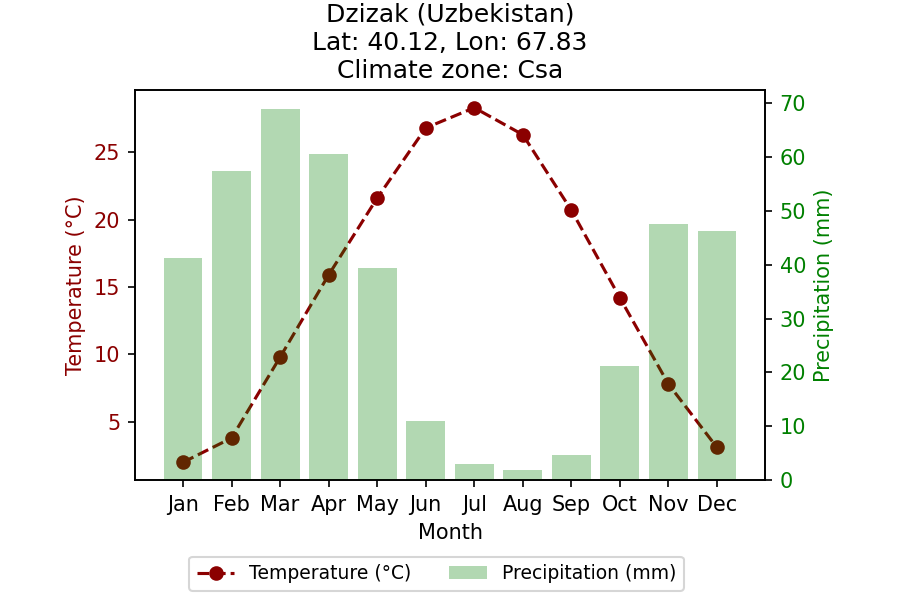 Dzizak (Uzbekistan)
Lat: 40.12, Lon: 67.83
Climate zone: Csa
Temperature (°C)
25
20
15
10
5
70
60
50
40
30
20
10
0
Precipitation (mm)
Jan Feb Mar Apr May Jun Jul Aug Sep Oct Nov Dec
Month
Temperature (°C) Precipitation (mm)